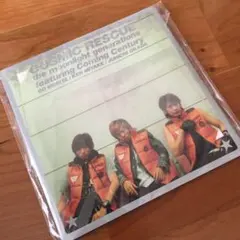 COSMIC RESCUE
the moonlight generations
featuring Coming Century